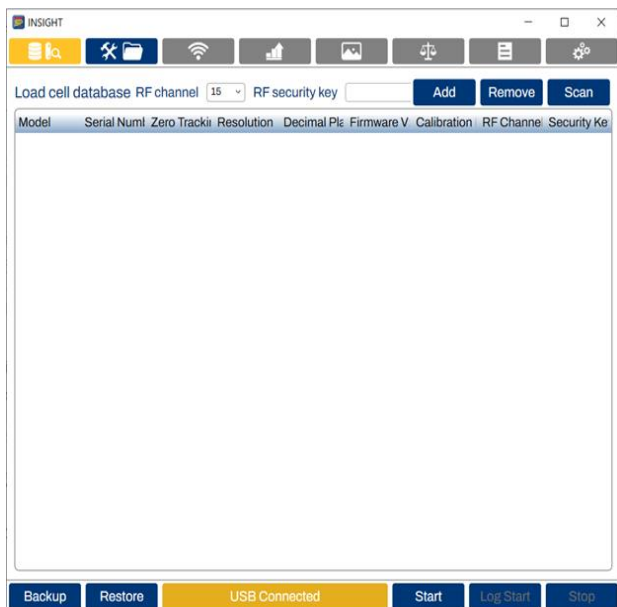 INSIGHT
Load cell database RF channel 15 RF security key Add Remove Scan
Model Serial Numl Zero Trackii Resolution Decimal Pla Firmware V Calibration RF Channel Security Ke
Backup Restore USB Connected Start Log Start Stop